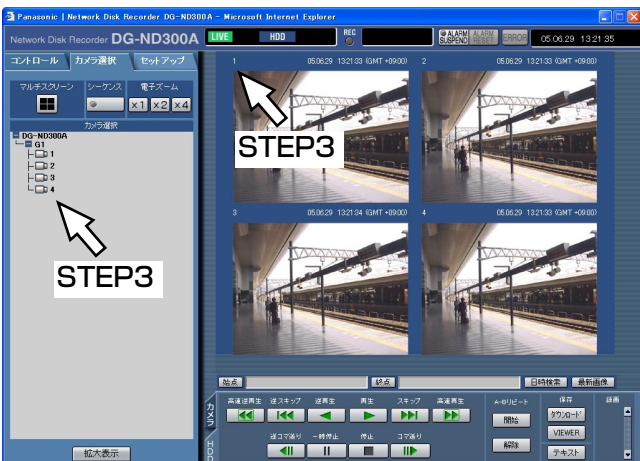 Panasonic | Network Disk Recorder DG-ND300A - Microsoft Internet Explorer
Network Disk Recorder DG-ND300A
LIVE HDD REC ALARM SUSPEND ALARM RESET ERROR 05.06.29 13:21:35
コントロール カメラ選択 セットアップ
マルチスクリーン シーケンス 電子ズーム
x1 x2 x4
カメラ選択
DG-ND300A
G1
1
2
3
4
STEP3
拡大表示
1 05.06.29 13:21:33 (GMT +09:00)
2 05.06.29 13:21:33 (GMT +09:00)
STEP3
3 05.06.29 13:21:34 (GMT +09:00)
4 05.06.29 13:21:33 (GMT +09:00)
始点 終点 日時検索 最新画像
カメラ
HDD
高速逆再生 逆スキップ 逆再生 再生 スキップ 高速再生
逆コマ送り 一時停止 停止 コマ送り
A-Bリピート
開始
解除
保存
ダウンロード
VIEWER
テキスト
録画